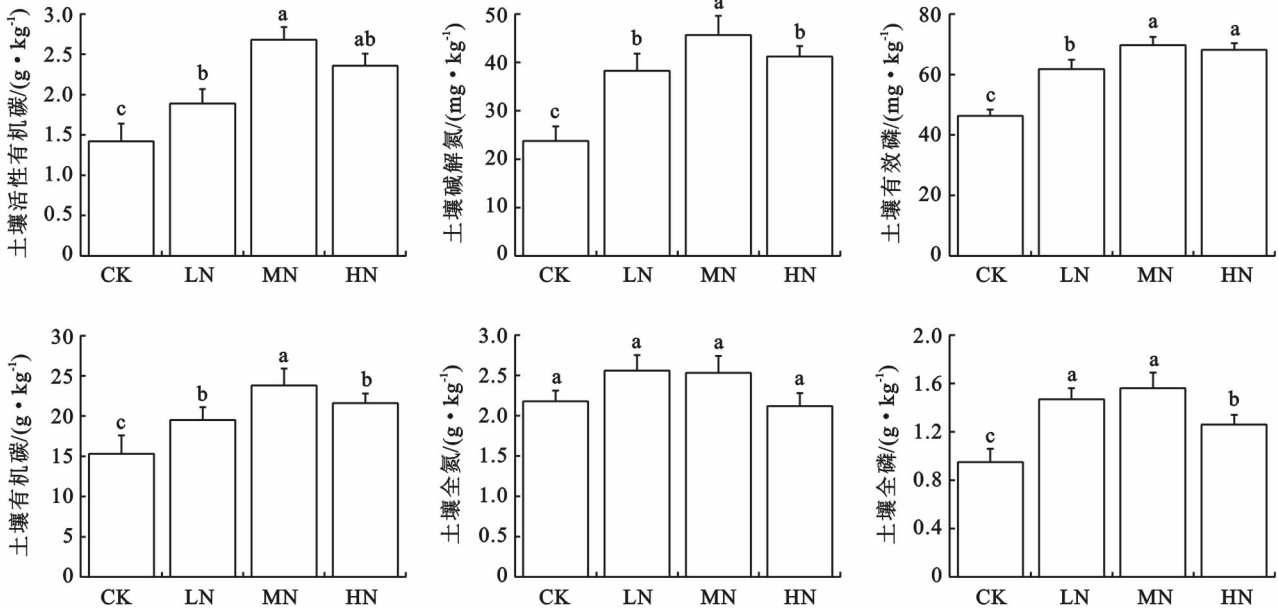 土壤活性有机碳/(g·kg⁻¹)
3.0
2.5
2.0
1.5
1.0
0.5
0
c
b
a
ab
CK LN MN HN
土壤碱解氮/(mg·kg⁻¹)
50
40
30
20
10
0
c
b
a
b
CK LN MN HN
土壤有效磷/(mg·kg⁻¹)
80
60
40
80
0
c
b
a
a
CK LN MN HN
土壤有机碳/(g·kg⁻¹)
30
25
20
15
10
5
0
c
b
a
b
CK LN MN HN
土壤全氮/(g·kg⁻¹)
3.0
2.5
2.0
1.5
1.0
0.5
0
a
a
a
a
CK LN MN HN
土壤全磷/(g·kg⁻¹)
2.0
1.6
1.2
0.8
0.4
0
c
a
a
b
CK LN MN HN